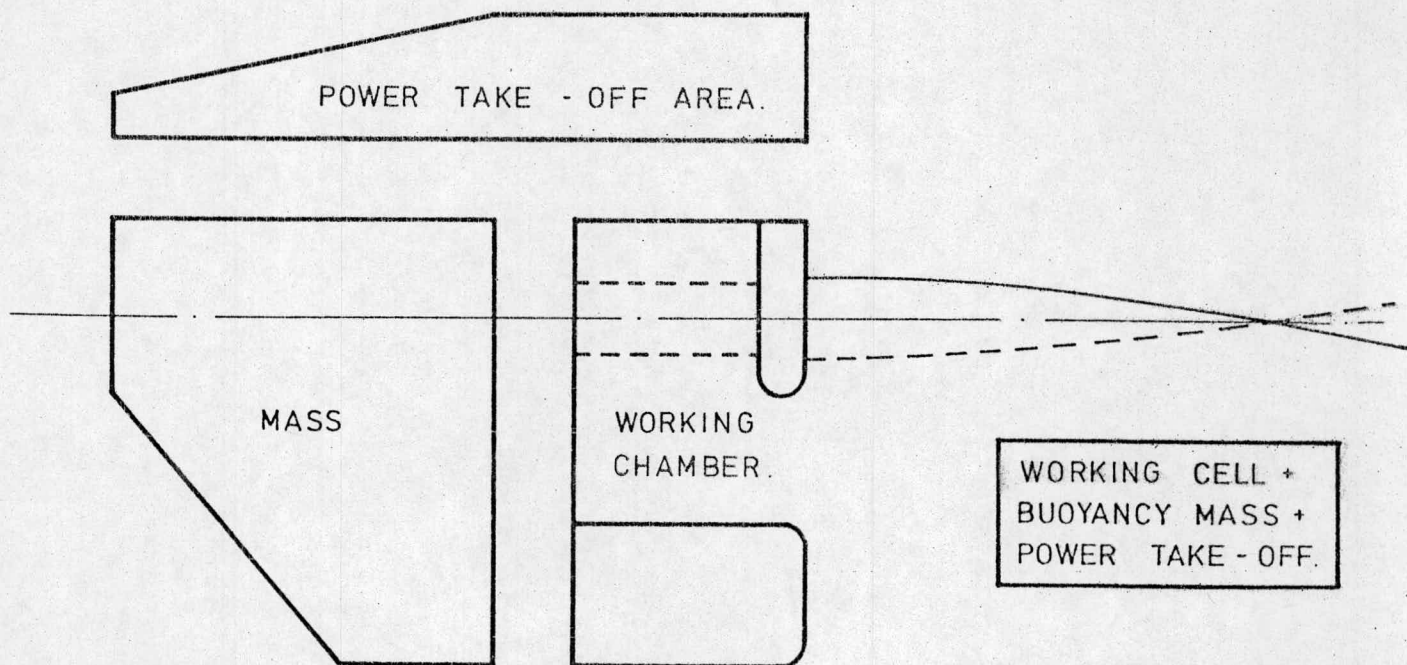 POWER TAKE - OFF AREA.
MASS
WORKING
CHAMBER.
WORKING CELL +
BUOYANCY MASS +
POWER TAKE - OFF.